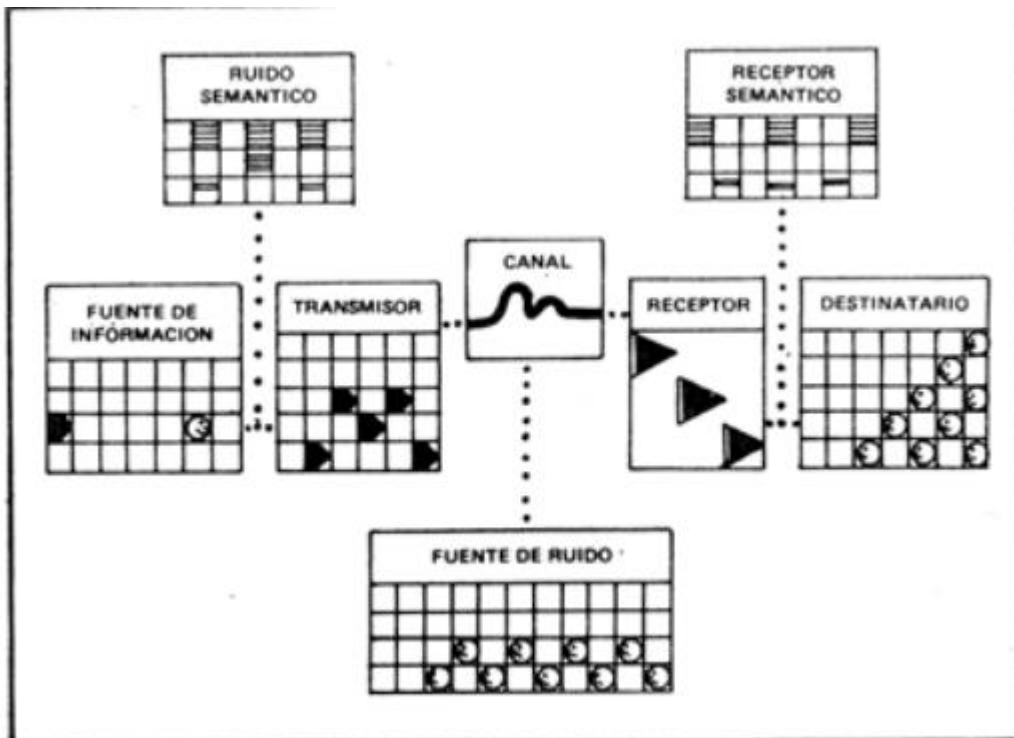 RUIDO
SEMANTICO
RECEPTOR
SEMANTICO
CANAL
FUENTE DE
INFORMACION
TRANSMISOR
RECEPTOR
DESTINATARIO
FUENTE DE RUIDO